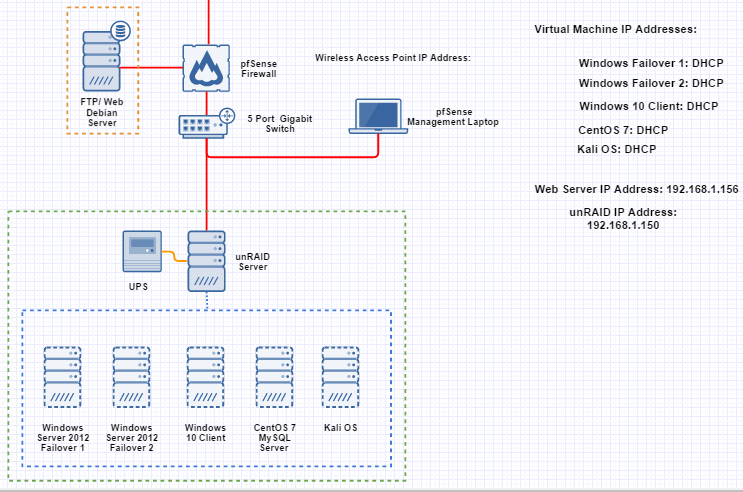 Virtual Machine IP Addresses:
Wireless Access Point IP Address:
pfSense
Firewall
Windows Failover 1: DHCP
Windows Failover 2: DHCP
FTP/ Web
Debian
Server
5 Port  Gigabit
Switch
pfSense
Management Laptop
Windows 10 Client: DHCP
CentOS 7: DHCP
Kali OS: DHCP
Web Server IP Address: 192.168.1.156
unRAID IP Address:
192.168.1.150
unRAID
Server
UPS
Windows
Server 2012
Failover 1
Windows
Server 2012
Failover 2
Windows
10 Client
CentOS 7
MySQL
Server
Kali OS